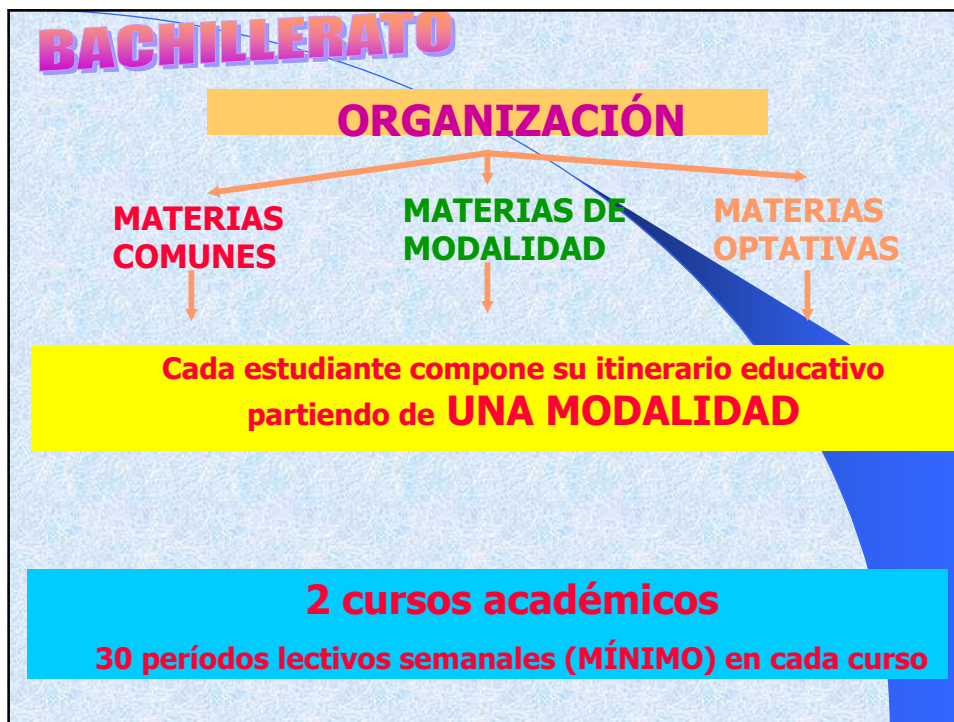 BACHILLERATO
ORGANIZACIÓN
MATERIAS
COMUNES
MATERIAS DE
MODALIDAD
MATERIAS
OPTATIVAS
Cada estudiante compone su itinerario educativo
partiendo de UNA MODALIDAD
2 cursos académicos
30 períodos lectivos semanales (MÍNIMO) en cada curso